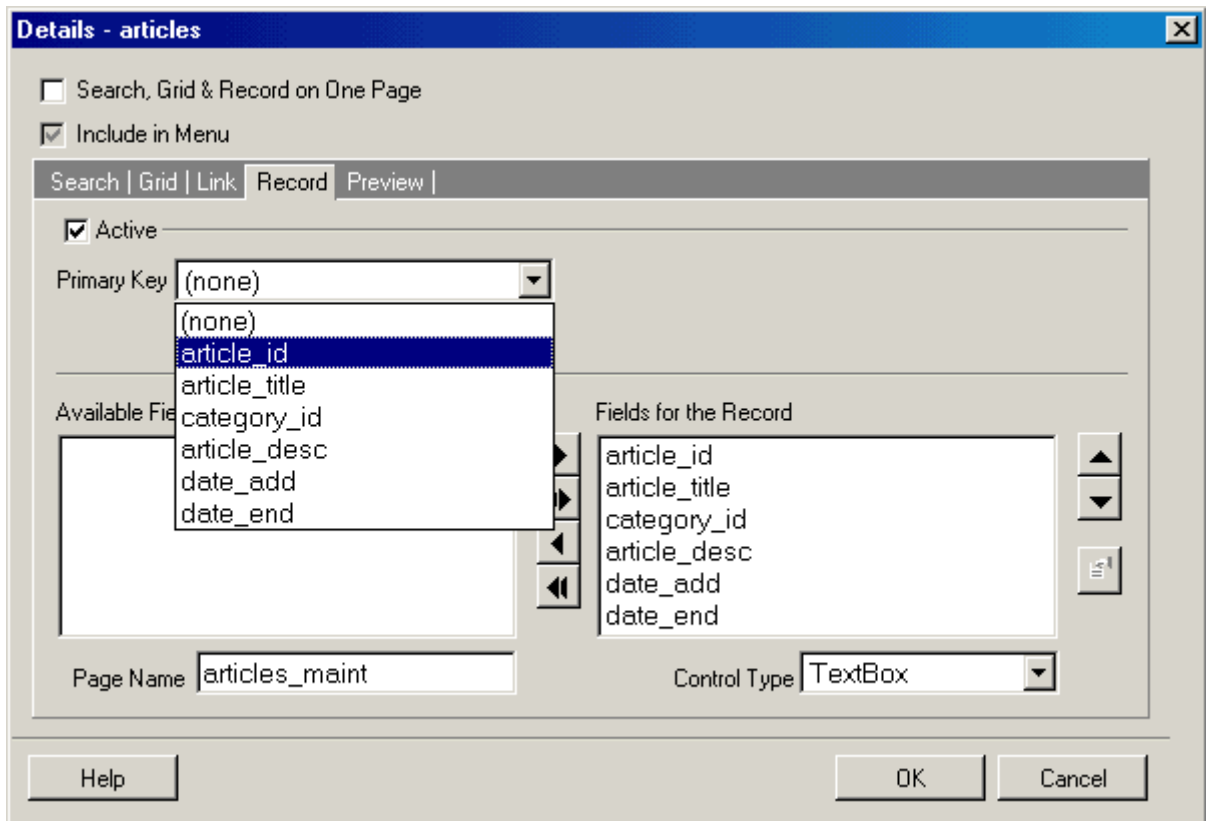 Details - articles
Search, Grid & Record on One Page
Include in Menu
Search | Grid | Link Record Preview |
Active
Primary Key (none)
(none)
article_id
article_title
category_id
article_desc
date_add
date_end
Available Fie
Fields for the Record
article_id
article_title
category_id
article_desc
date_add
date_end
Page Name articles_maint
Control Type TextBox
Help OK Cancel